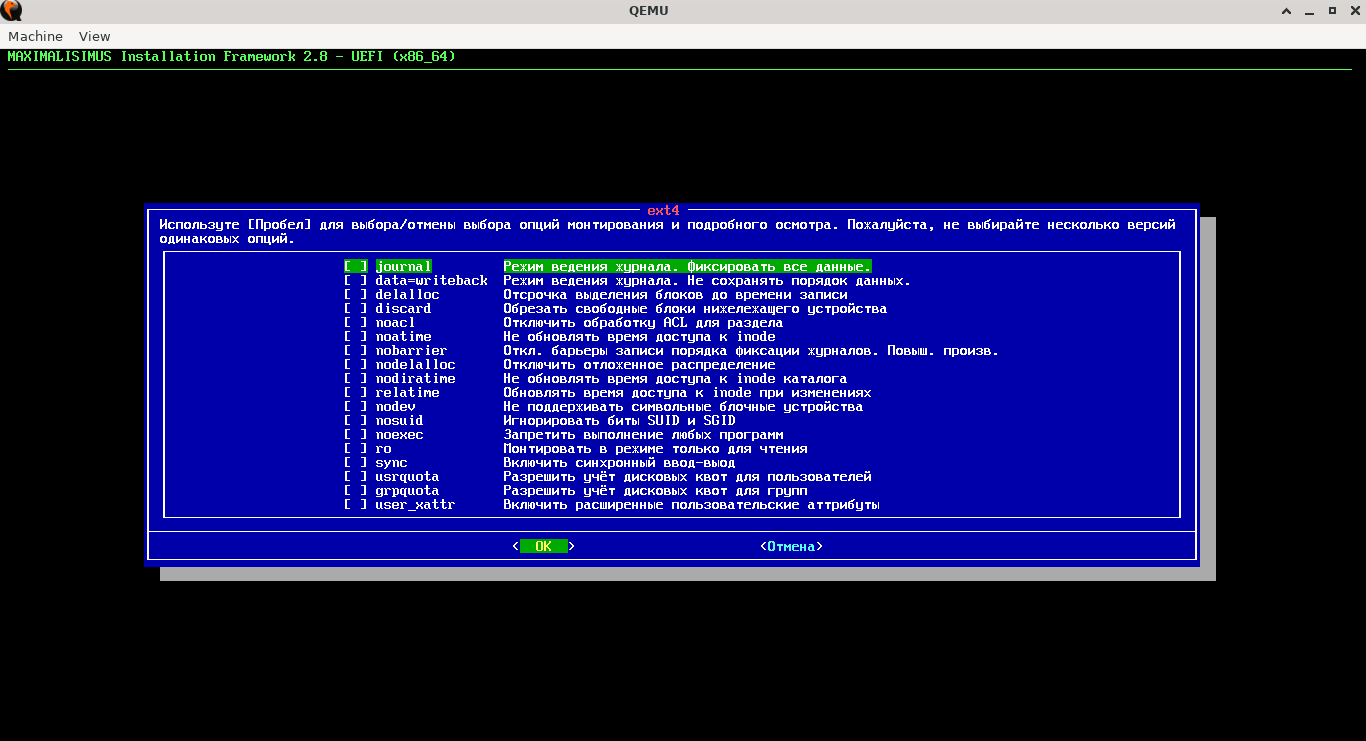 QEMU
Machine View
MAXIMALISIMUS Installation Framework 2.8 - UEFI (x86_64)
ext4
Используте [Пробел] для выбора/отмены выбора опций монтирования и подробного осмотра. Пожалуйста, не выбирайте несколько версий
одинаковых опций.
[ ] journal Режим ведения журнала. Фиксировать все данные.
[ ] data=writeback Режим ведения журнала. Не сохранять порядок данных.
[ ] delalloc Отсрочка выделения блоков до времени записи
[ ] discard Обрезать свободные блоки нижележащего устройства
[ ] noacl Отключить обработку ACL для раздела
[ ] noatime Не обновлять время доступа к inode
[ ] nobarrier Откл. барьеры записи порядка фиксации журналов. Повыш. произв.
[ ] nodelalloc Отключить отложенное распределение
[ ] nodiratime Не обновлять время доступа к inode каталога
[ ] relatime Обновлять время доступа к inode при изменениях
[ ] nodev Не поддерживать символьные блочные устройства
[ ] nosuid Игнорировать биты SUID и SGID
[ ] noexec Запретить выполнение любых программ
[ ] ro Монтировать в режиме только для чтения
[ ] sync Включить синхронный ввод-выод
[ ] usrquota Разрешить учёт дисковых квот для пользователей
[ ] grpquota Разрешить учёт дисковых квот для групп
[ ] user_xattr Включить расширенные пользовательские аттрибуты
< OK > <Отмена>